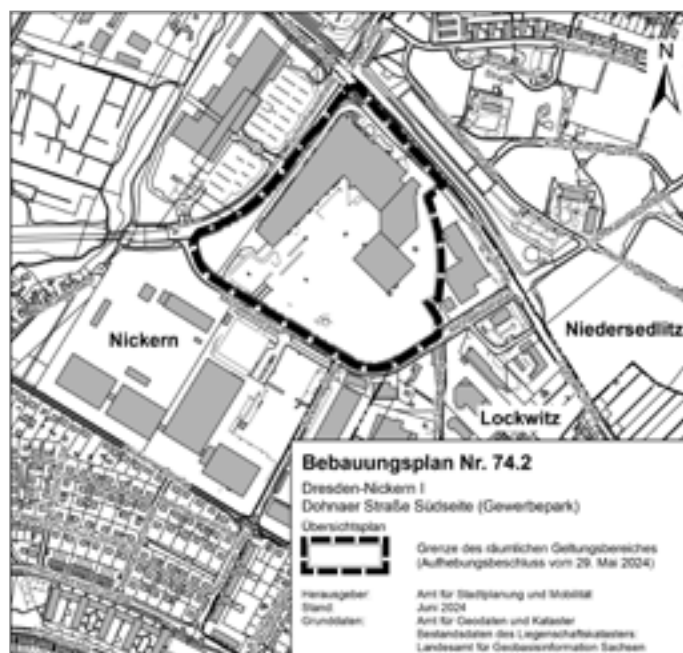 N
Nickern
Niedersedlitz
Lockwitz
Bebauungsplan Nr. 74.2
Dresden-Nickern I
Dohnaer Straße Südseite (Gewerbepark)
Übersichtsplan
Grenze des räumlichen Geltungsbereiches
(Aufhebungsbeschluss vom 29. Mai 2024)
Herausgeber: Amt für Stadtplanung und Mobilität
Stand: Juni 2024
Grunddaten: Amt für Geodaten und Kataster
Bestandsdaten des Liegenschaftskatasters:
Landesamt für Geobasisinformation Sachsen